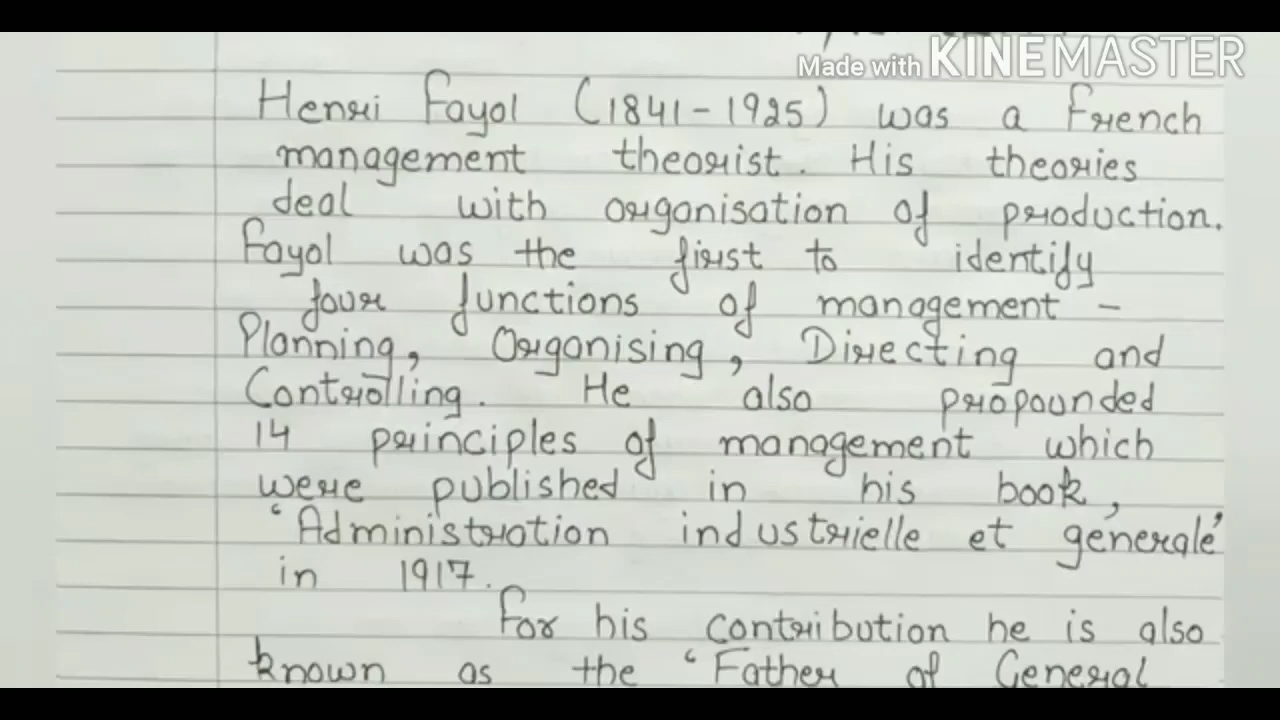 Made with KINEMASTER
Henri Fayol (1841-1925) was a French
management theorist. His theories
deal with organisation of production.
Fayol was the first to identify
four functions of management -
Planning, Organising, Directing and
Controlling. He also propounded
14 principles of management which
were published in his book,
'Administration industrielle et generalé'
in 1917.
For his contribution he is also
known as the 'Father of General